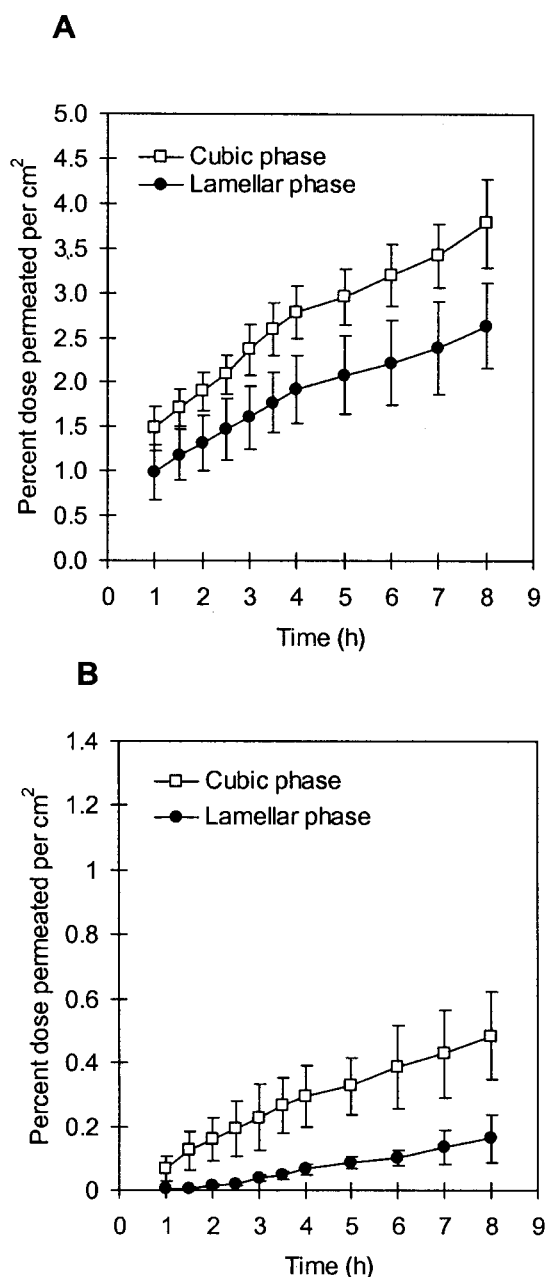 A
Percent dose permeated per cm²
5.0
4.5
4.0
3.5
3.0
2.5
2.0
1.5
1.0
0.5
0.0
Cubic phase
Lamellar phase
0 1 2 3 4 5 6 7 8 9
Time (h)
B
Percent dose permeated per cm²
1.4
1.2
1
0.8
0.6
0.4
0.2
0
Cubic phase
Lamellar phase
0 1 2 3 4 5 6 7 8 9
Time (h)